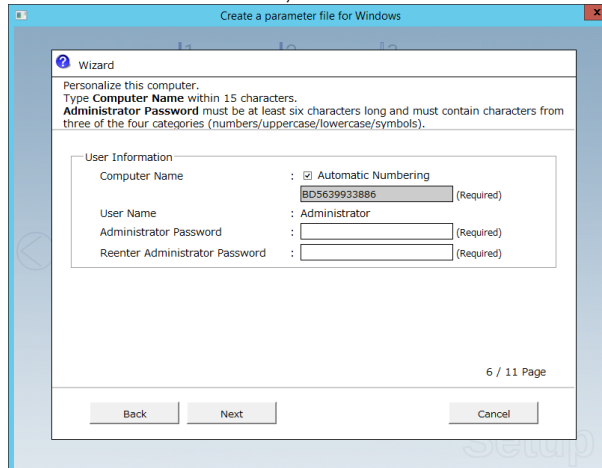 Create a parameter file for Windows
x
Wizard
Personalize this computer.
Type Computer Name within 15 characters.
Administrator Password must be at least six characters long and must contain characters from
three of the four categories (numbers/uppercase/lowercase/symbols).
User Information
Computer Name : Automatic Numbering
BD5639933886 (Required)
User Name : Administrator
Administrator Password : (Required)
Reenter Administrator Password : (Required)
6 / 11 Page
Back Next Cancel
Setup